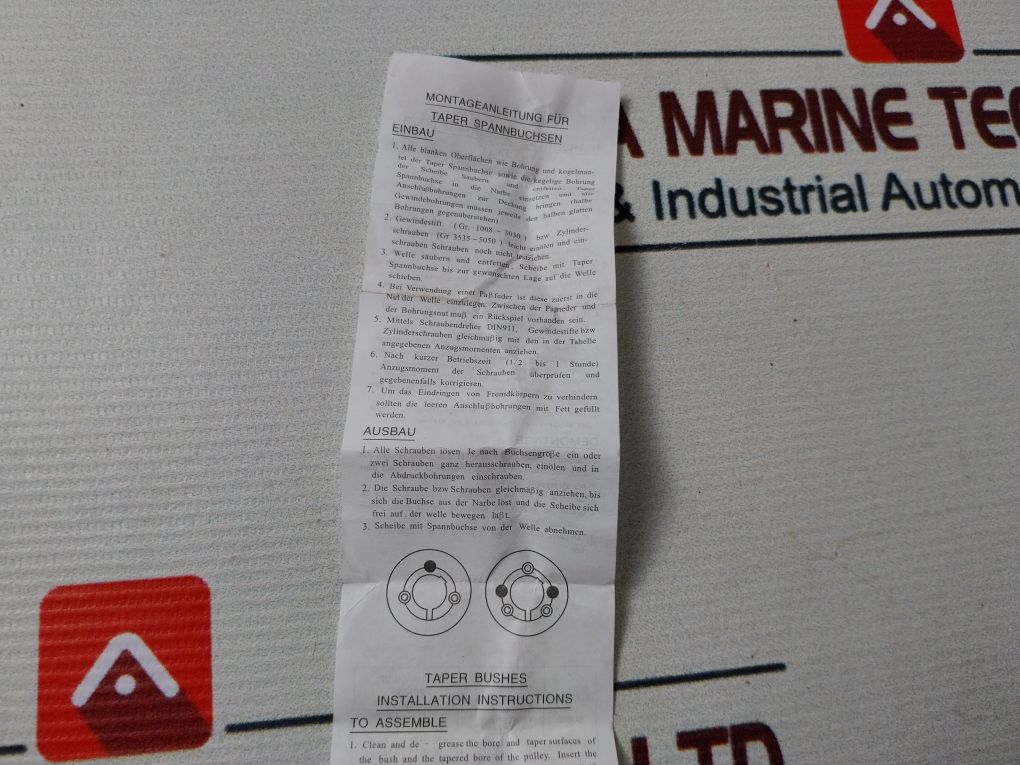 MONTAGEANLEITUNG FÜR
TAPER SPANNBUCHSEN
EINBAU
1. Alle blanken Oberflächen wie Bohrung und kogelman-
tel der Taper Spannbuchse sowie die kegelige Bohrung
der Scheibe Säubern und entfetten. Taper
Spannbuchse in die Narbe einsetzen und alle
Anschlußbohrungen zur Deckung bringen (halbe
Gewindebohrungen müssen jeweils den halben glatten
Bohrungen gegenüberstehen).
2. Gewindestift (Gr. 1008 - 3030) bzw Zylinder-
schrauben (Gr 3535-5050) leicht einölen und ein-
schrauben Schrauben noch nicht festziehen.
3. Welle säubern und entfetten, Scheibe mit Taper
Spannbuchse bis zur gewünschten Lage auf die Welle
schieben.
4. Bei Verwendung einer Paßfeder ist diese zuerst in die
Nut der Welle einzulegen. Zwischen der Paßfeder und
der Bohrungsnut muß ein Rückspiel vorhanden sein.
5. Mittels Schraubendreher DIN911, Gewindestifte bzw
Zylinderschrauben gleichmäßig mit den in der Tabelle
angegebenen Anzugsmornenten anziehen.
6. Nach kurzer Betriebszeit (1/2 bis 1 Stunde)
Anzugsmoment der Schrauben überprüfen und
gegebenenfalls korrigieren.
7. Um das Eindringen von Fremdkörpern zu verhindern
sollten die leeren Anschlußbohrungen mit Fett gefüllt
werden.
AUSBAU
1. Alle Schrauben lösen Je nach Buchsengröße ein oder
zwei Schrauben ganz herausschrauben, einölen und in
die Abdruckbohrungen einschrauben.
2. Die Schraube bzw Schrauben gleichmäßig anziehen, bis
sich die Buchse aus der Narbe löst und die Scheibe sich
frei auf. der welle bewegen läßt.
3. Scheibe mit Spannbuchse von der Welle abnehmen.
TAPER BUSHES
INSTALLATION INSTRUCTIONS
TO ASSEMBLE
1. Clean and de - grease the bore and taper surfaces of
the bush and the tapered bore of the pulley. Insert the
A MARINE TEC
& Industrial Autom
LTD